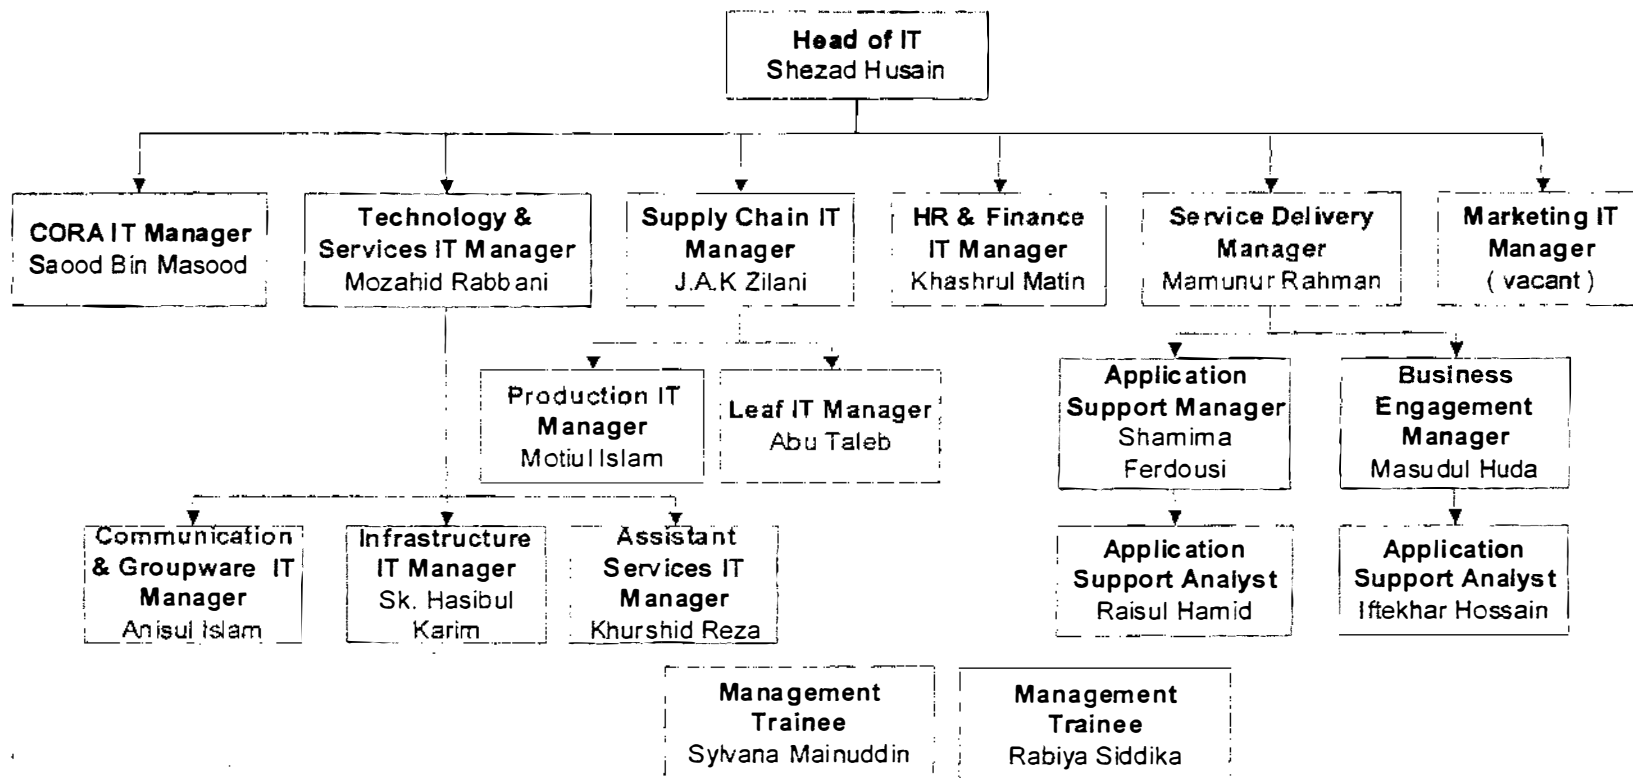 Head of IT
Shezad Husain
CORA IT Manager
Saood Bin Masood
Technology &
Services IT Manager
Mozahid Rabbani
Supply Chain IT
Manager
J.A.K Zilani
HR & Finance
IT Manager
Khashrul Matin
Service Delivery
Manager
Mamunur Rahman
Marketing IT
Manager
( vacant )
Production IT
Manager
Motiul Islam
Leaf IT Manager
Abu Taleb
Application
Support Manager
Shamima
Ferdousi
Business
Engagement
Manager
Masudul Huda
Communication
& Groupware IT
Manager
Anisul Islam
Infrastructure
IT Manager
Sk. Hasibul
Karim
Assistant
Services IT
Manager
Khurshid Reza
Application
Support Analyst
Raisul Hamid
Application
Support Analyst
Iftekhar Hossain
Management
Trainee
Sylvana Mainuddin
Management
Trainee
Rabiya Siddika